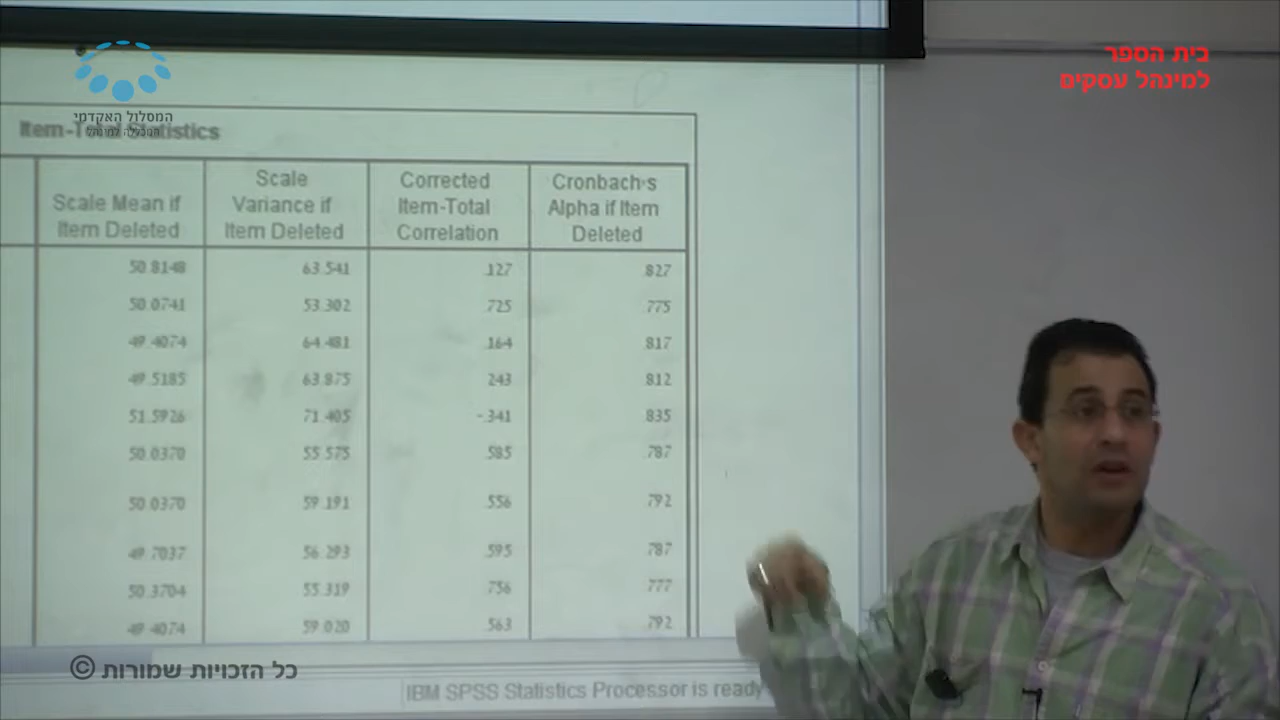 בית הספר
למינהל עסקים
המסלול האקדמי
המכללה למינהל
Item-Total Statistics
Scale Mean if Item Deleted
Scale Variance if Item Deleted
Corrected Item-Total Correlation
Cronbach's Alpha if Item Deleted
50.8148 63.541 .127 .827
50.0741 53.302 .725 .775
49.4074 64.481 .164 .817
49.5185 63.875 .243 .812
51.5926 71.405 -.341 .835
50.0370 55.575 .585 .787
50.0370 59.191 .556 .792
49.7037 56.293 .595 .787
50.3704 55.319 .756 .777
49.4074 59.020 .563 .792
כל הזכויות שמורות ©
IBM SPSS Statistics Processor is ready